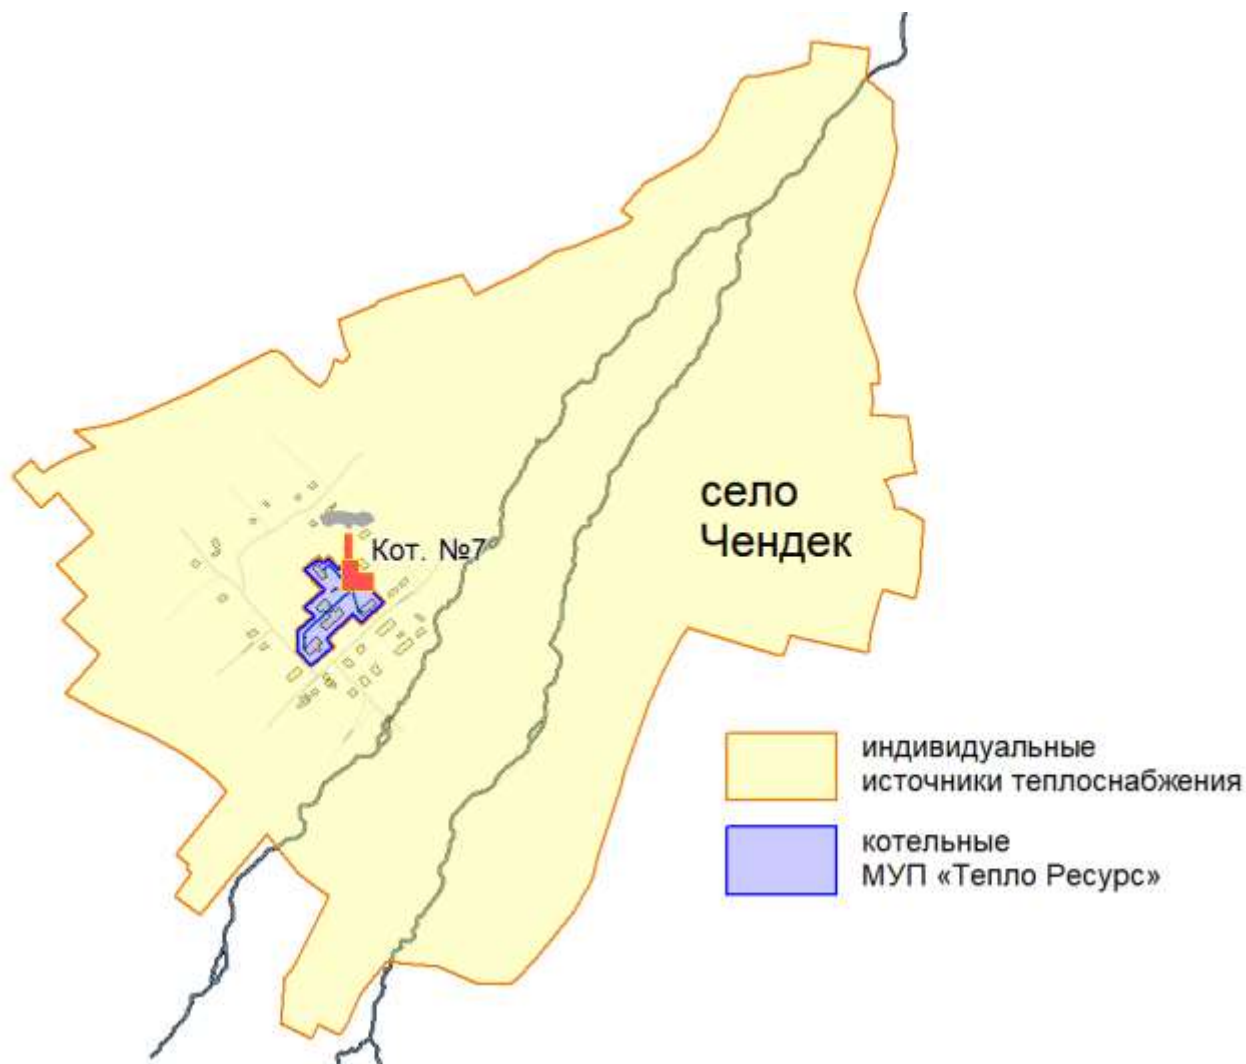 Кот. №7
село
Чендек
индивидуальные
источники теплоснабжения
котельные
МУП «Тепло Ресурс»